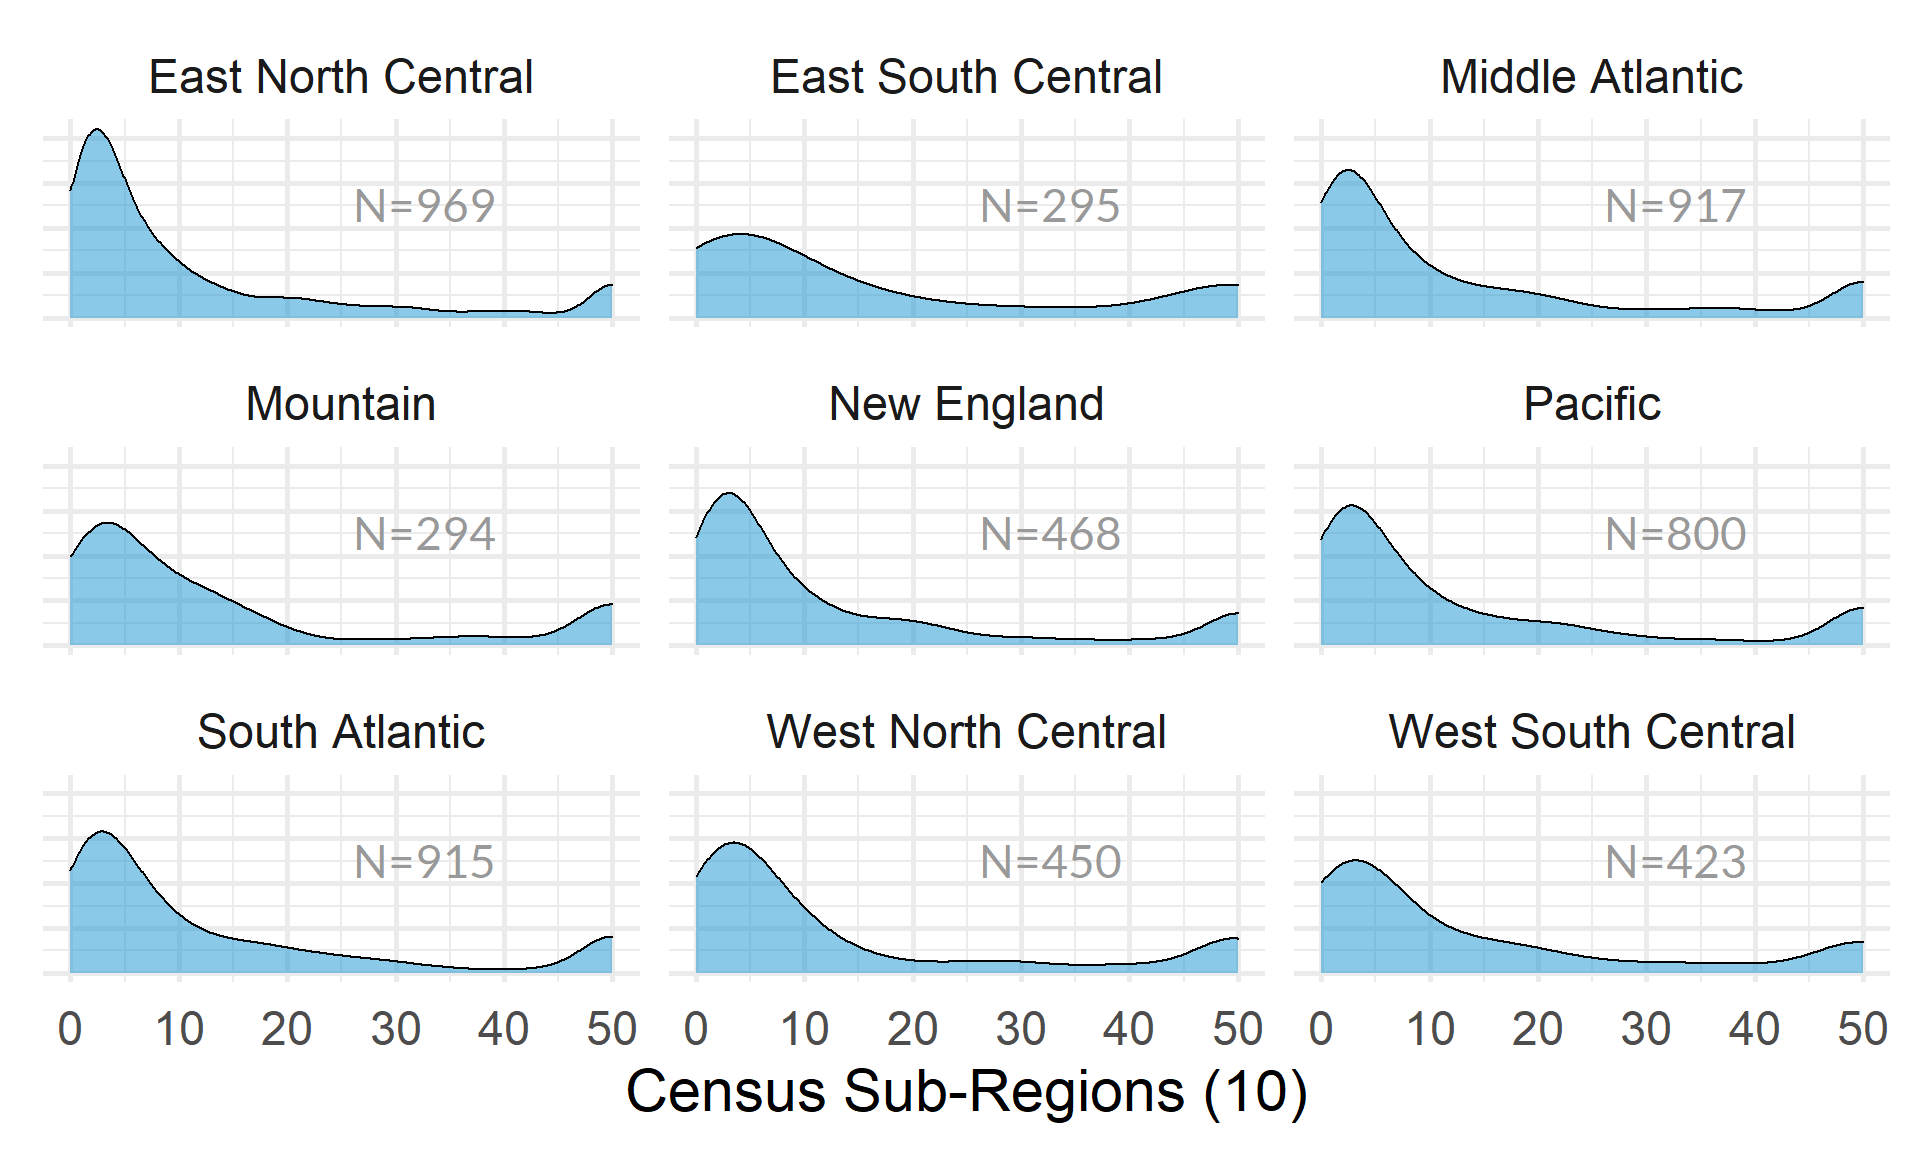 East North Central East South Central Middle Atlantic
N=969 N=295 N=917
Mountain New England Pacific
N=294 N=468 N=800
South Atlantic West North Central West South Central
N=915 N=450 N=423
0 10 20 30 40 50 0 10 20 30 40 50 0 10 20 30 40 50
Census Sub-Regions (10)